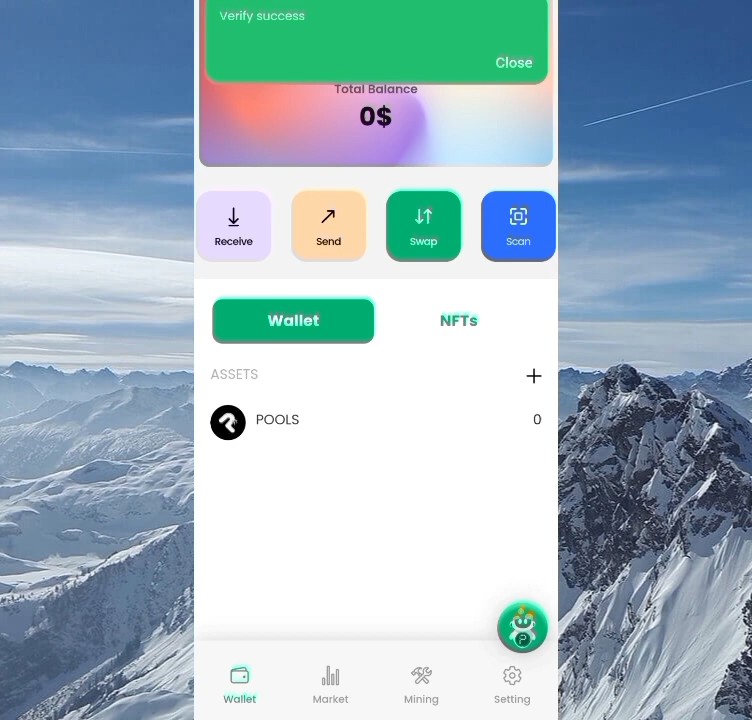 Verify success
Close
Total Balance
0$
Receive
Send
Swap
Scan
Wallet
NFTs
ASSETS
+
POOLS
0
Wallet
Market
Mining
Setting